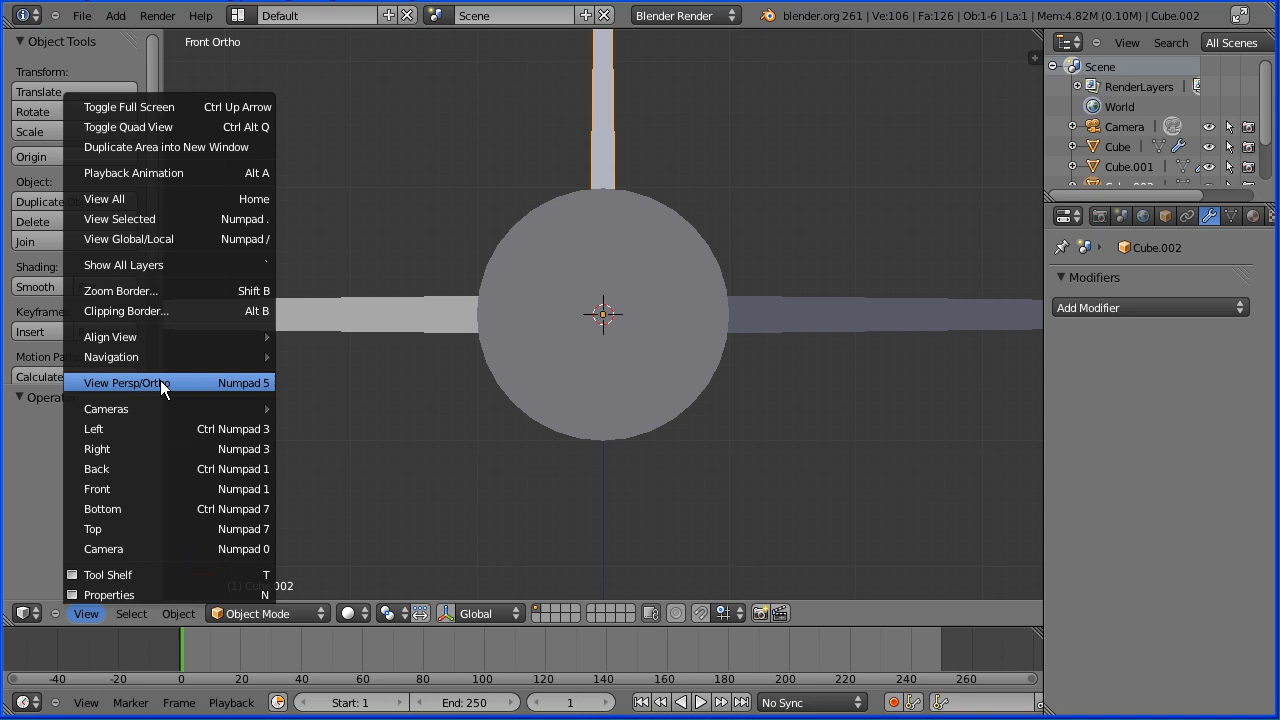 File Add Render Help Default Scene Blender Render blender.org 261 | Ve:106 | Fa:126 | Ob:1-6 | La:1 | Mem:4.82M (0.10M) | Cube.002
Object Tools
Transform:
Translate
Rotate
Scale
Origin
Object:
Delete
Join
Shading:
Smooth
Insert
Calculate
Front Ortho
Toggle Full Screen Ctrl Up Arrow
Toggle Quad View Ctrl Alt Q
Duplicate Area into New Window
Playback Animation Alt A
View All Home
View Selected Numpad .
View Global/Local Numpad /
Show All Layers `
Zoom Border... Shift B
Clipping Border... Alt B
Align View
Navigation
View Persp/Ortho Numpad 5
Cameras
Left Ctrl Numpad 3
Right Numpad 3
Back Ctrl Numpad 1
Front Numpad 1
Bottom Ctrl Numpad 7
Top Numpad 7
Camera Numpad 0
Tool Shelf T
Properties N
View Select Object Object Mode Global
-40 -20 0 20 40 60 80 100 120 140 160 180 200 220 240 260
View Marker Frame Playback Start: 1 End: 250 1 No Sync
View Search All Scenes
Scene
RenderLayers
World
Camera
Cube
Cube.001
Cube.002
Modifiers
Add Modifier